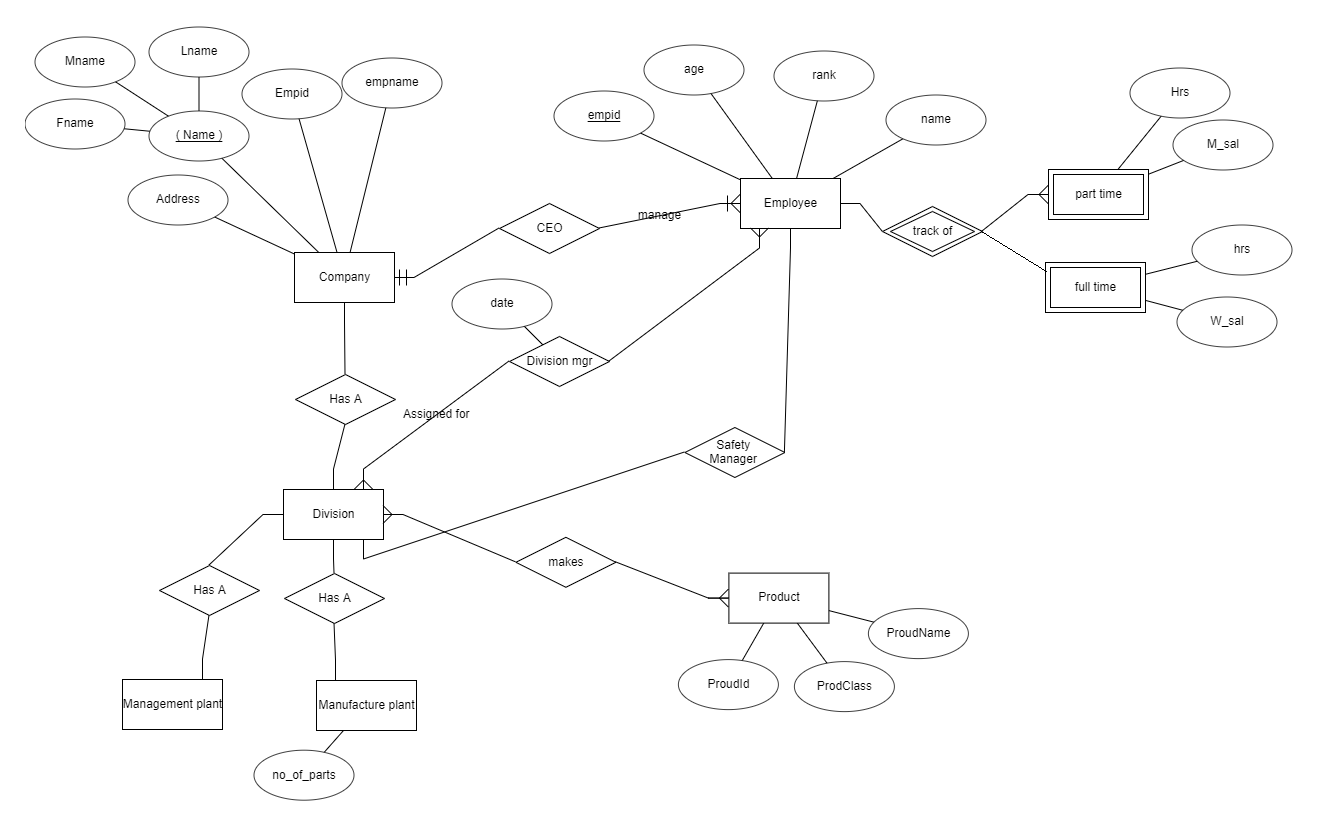 Lname
Mname
empname
Empid
Fname
( Name )
Address
Company
age
rank
empid
name
Employee
manage
CEO
Hrs
M_sal
part time
track of
hrs
full time
W_sal
date
Division mgr
Has A
Assigned for
Safety
Manager
Division
makes
Has A
Has A
Product
ProudName
ProudId
ProdClass
Management plant
Manufacture plant
no_of_parts